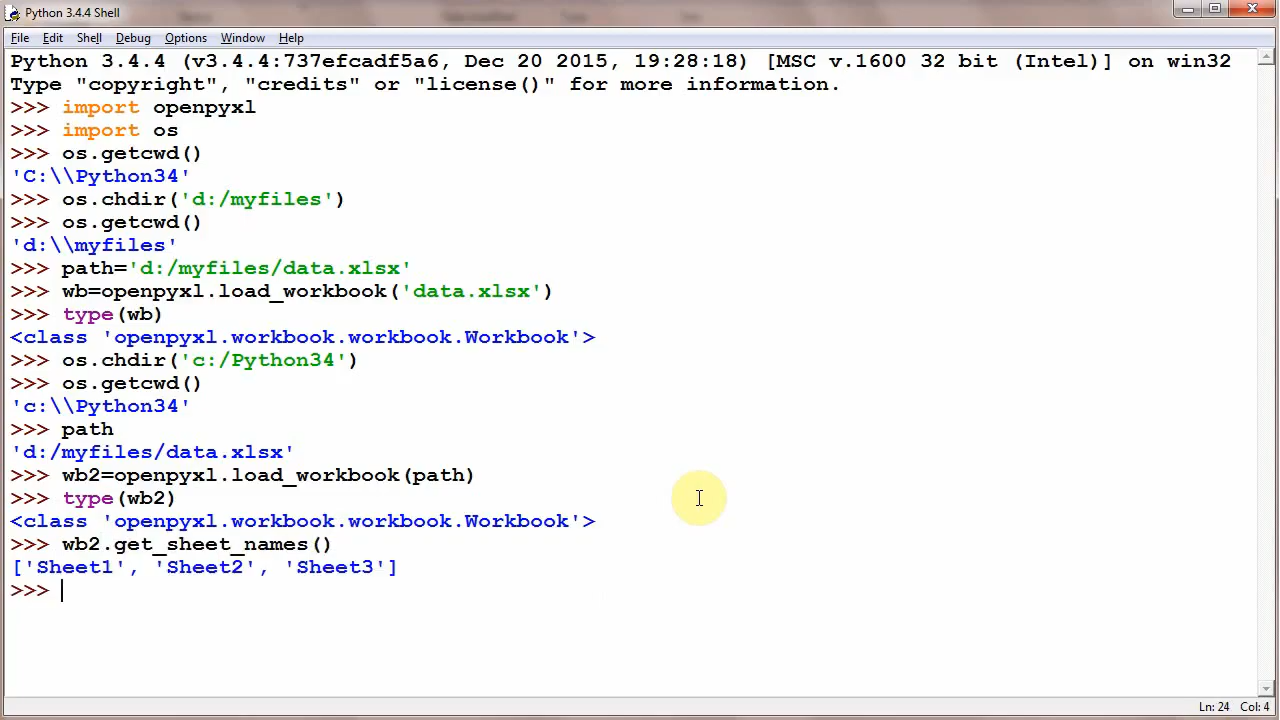 Python 3.4.4 Shell
File Edit Shell Debug Options Window Help
Python 3.4.4 (v3.4.4:737efcadf5a6, Dec 20 2015, 19:28:18) [MSC v.1600 32 bit (Intel)] on win32
Type "copyright", "credits" or "license()" for more information.
>>> import openpyxl
>>> import os
>>> os.getcwd()
'C:\\Python34'
>>> os.chdir('d:/myfiles')
>>> os.getcwd()
'd:\\myfiles'
>>> path='d:/myfiles/data.xlsx'
>>> wb=openpyxl.load_workbook('data.xlsx')
>>> type(wb)
<class 'openpyxl.workbook.workbook.Workbook'>
>>> os.chdir('c:/Python34')
>>> os.getcwd()
'c:\\Python34'
>>> path
'd:/myfiles/data.xlsx'
>>> wb2=openpyxl.load_workbook(path)
>>> type(wb2)
<class 'openpyxl.workbook.workbook.Workbook'>
>>> wb2.get_sheet_names()
['Sheet1', 'Sheet2', 'Sheet3']
>>>
Ln: 24 Col: 4